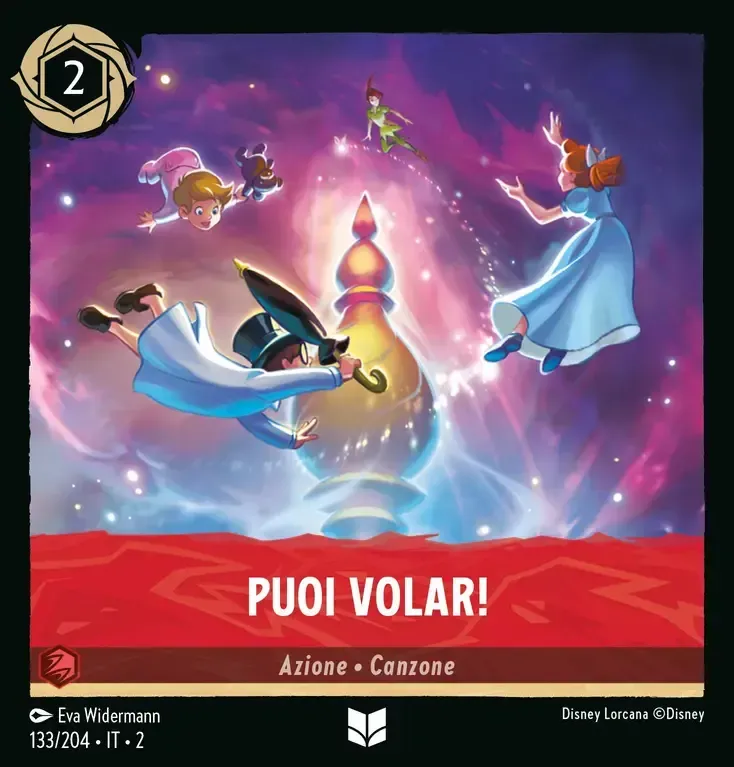 2
PUOI VOLAR!
Azione • Canzone
Eva Widermann
Disney Lorcana ©Disney
133/204 • IT • 2